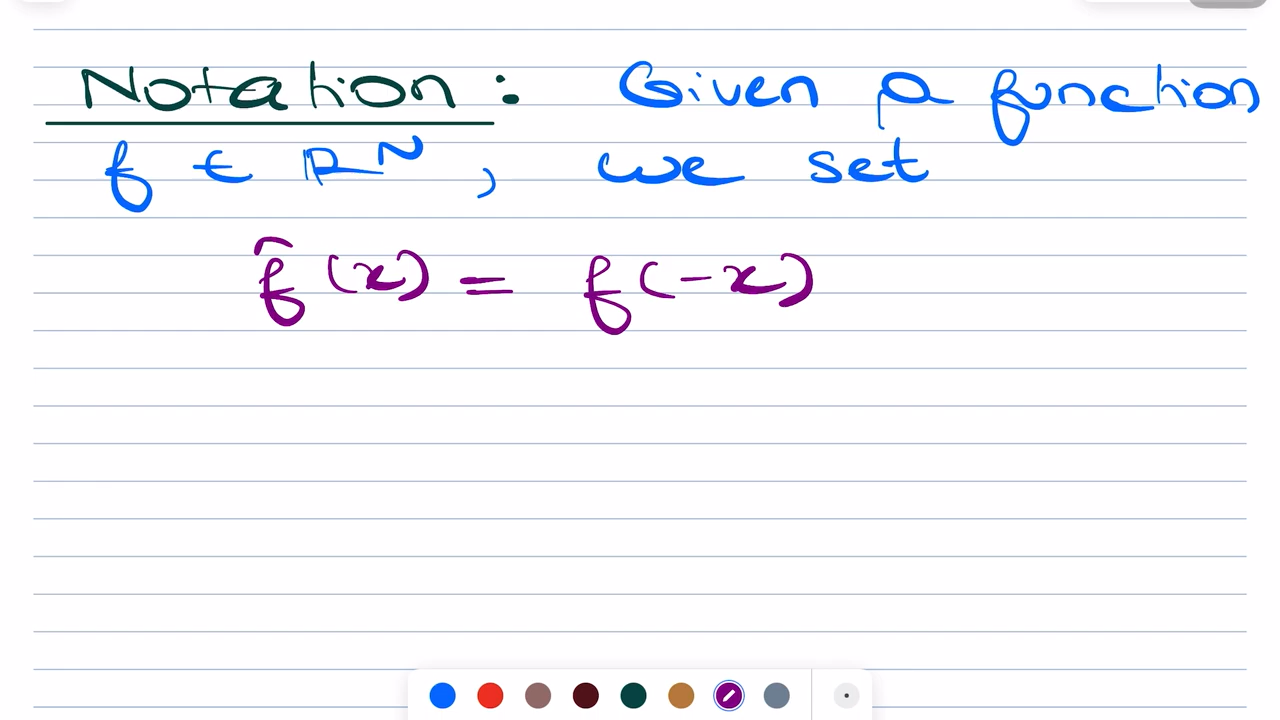 Notation: Given a function
f ∈ ℝᴺ, we set
f̂(x) = f(-x)